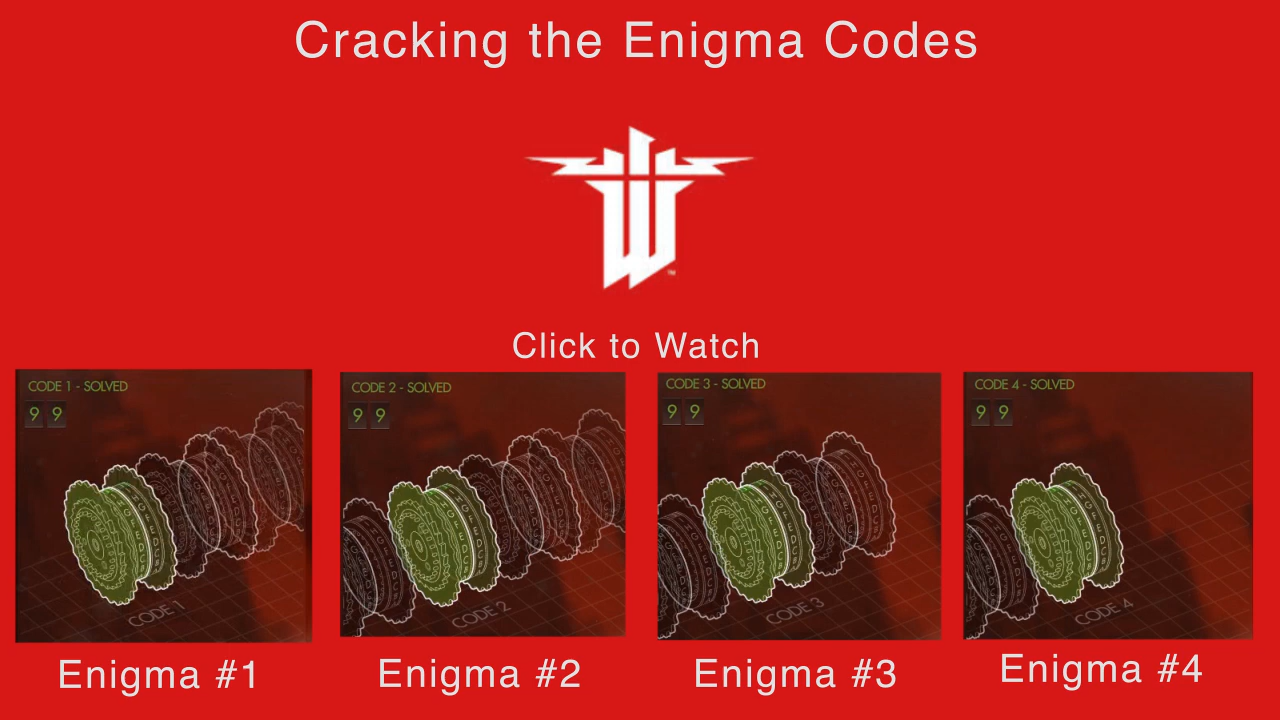 Cracking the Enigma Codes
W
TM
Click to Watch
CODE 1 - SOLVED
9 9
CODE 1
CODE 2 - SOLVED
9 9
CODE 2
CODE 3 - SOLVED
9 9
CODE 3
CODE 4 - SOLVED
9 9
CODE 4
Enigma #1
Enigma #2
Enigma #3
Enigma #4